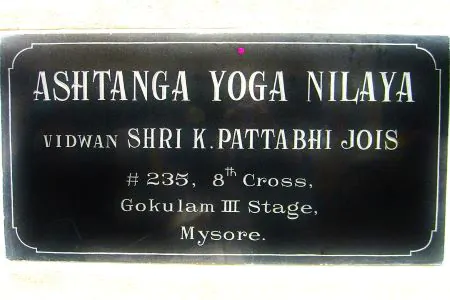 ASHTANGA YOGA NILAYA
VIDWAN SHRI K. PATTABHI JOIS
# 235, 8th Cross,
Gokulam III Stage,
Mysore.